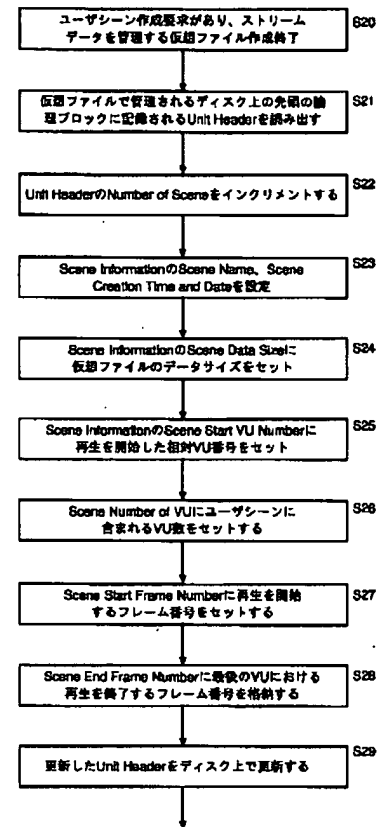 ユーザシーン作成要求があり、ストリーム
データを管理する仮想ファイル作成終了
S20
仮想ファイルで管理されるディスク上の先頭の論
理ブロックに記録されるUnit Headerを読み出す
S21
Unit HeaderのNumber of Sceneをインクリメントする
S22
Scene InformationのScene Name、Scene
Creation Time and Dateを設定
S23
Scene InformationのScene Data Sizeに
仮想ファイルのデータサイズをセット
S24
Scene InformationのScene Start VU Numberに
再生を開始した相対VU番号をセット
S25
Scene Number of VUにユーザシーンに
含まれるVU数をセットする
S26
Scene Start Frame Numberに再生を開始
するフレーム番号をセットする
S27
Scene End Frame Numberに最後のVUにおける
再生を終了するフレーム番号を格納する
S28
更新したUnit Headerをディスク上で更新する
S29